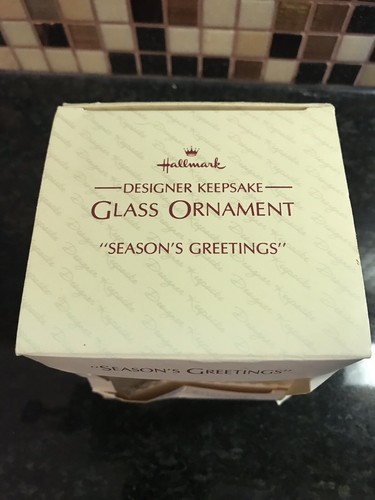 Hallmark
DESIGNER KEEPSAKE
GLASS ORNAMENT
"SEASON'S GREETINGS"
"SEASON'S GREETINGS"